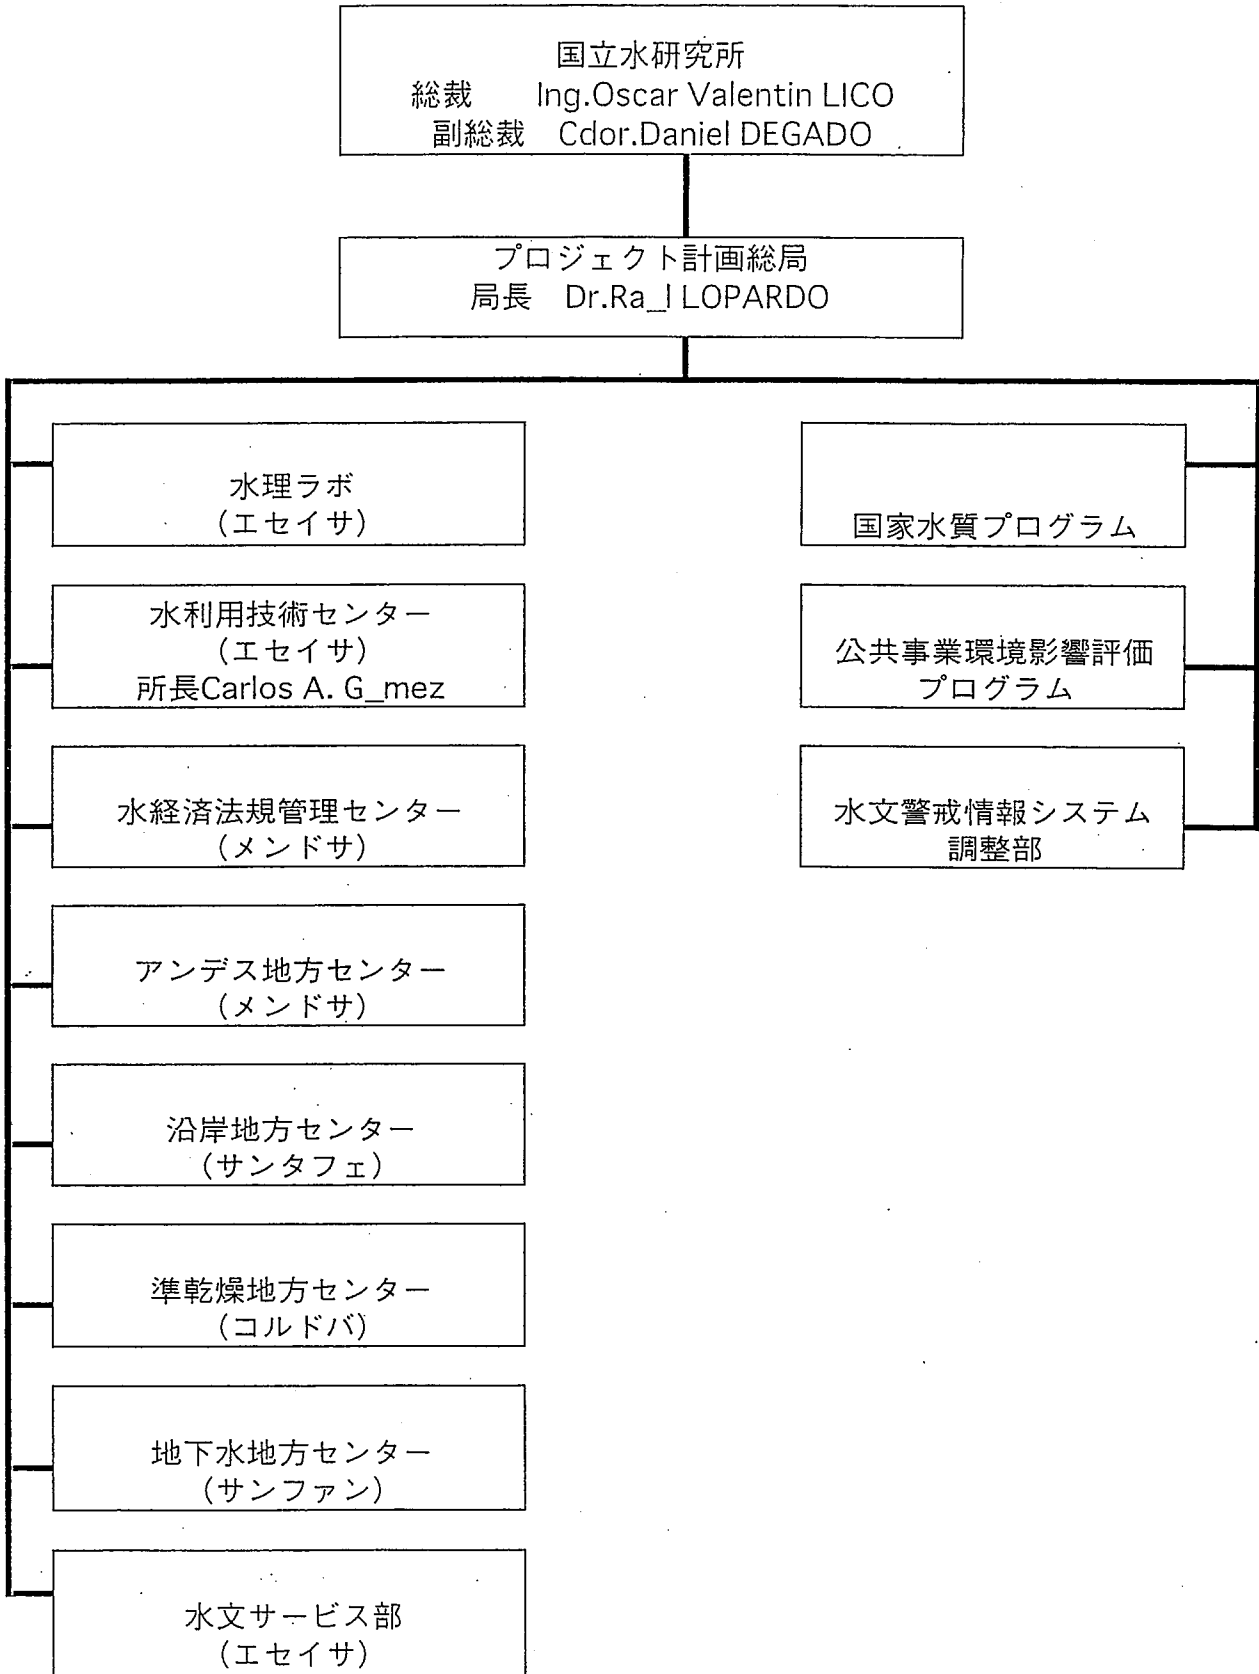 国立水研究所
総裁　Ing.Oscar Valentin LICO
副総裁　Cdor.Daniel DEGADO
プロジェクト計画総局
局長　Dr.Ra_l LOPARDO
水理ラボ
(エセイサ)
水利用技術センター
(エセイサ)
所長Carlos A. G_mez
水経済法規管理センター
(メンドサ)
アンデス地方センター
(メンドサ)
沿岸地方センター
(サンタフェ)
準乾燥地方センター
(コルドバ)
地下水地方センター
(サンファン)
水文サービス部
(エセイサ)
国家水質プログラム
公共事業環境影響評価
プログラム
水文警戒情報システム
調整部